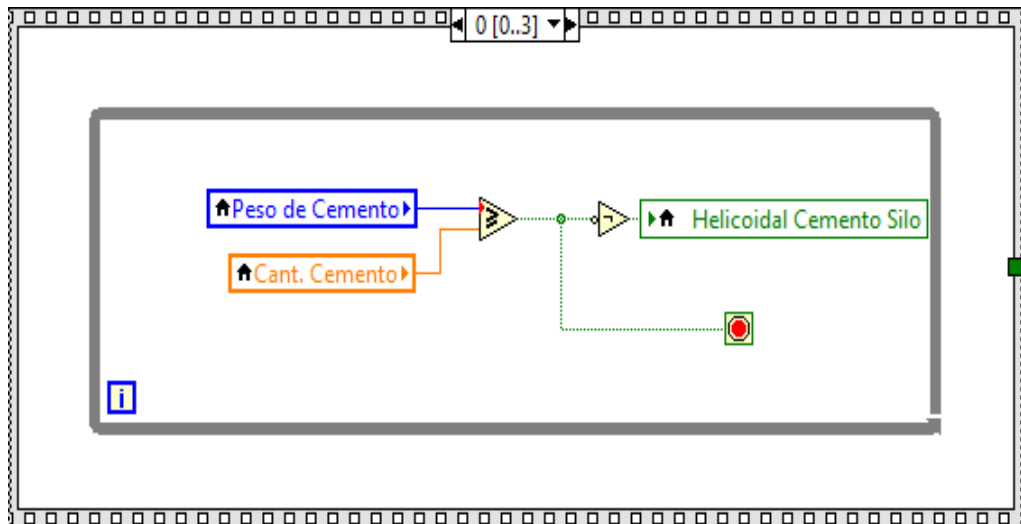 0 [0..3]
Peso de Cemento
Helicoidal Cemento Silo
Cant. Cemento
i